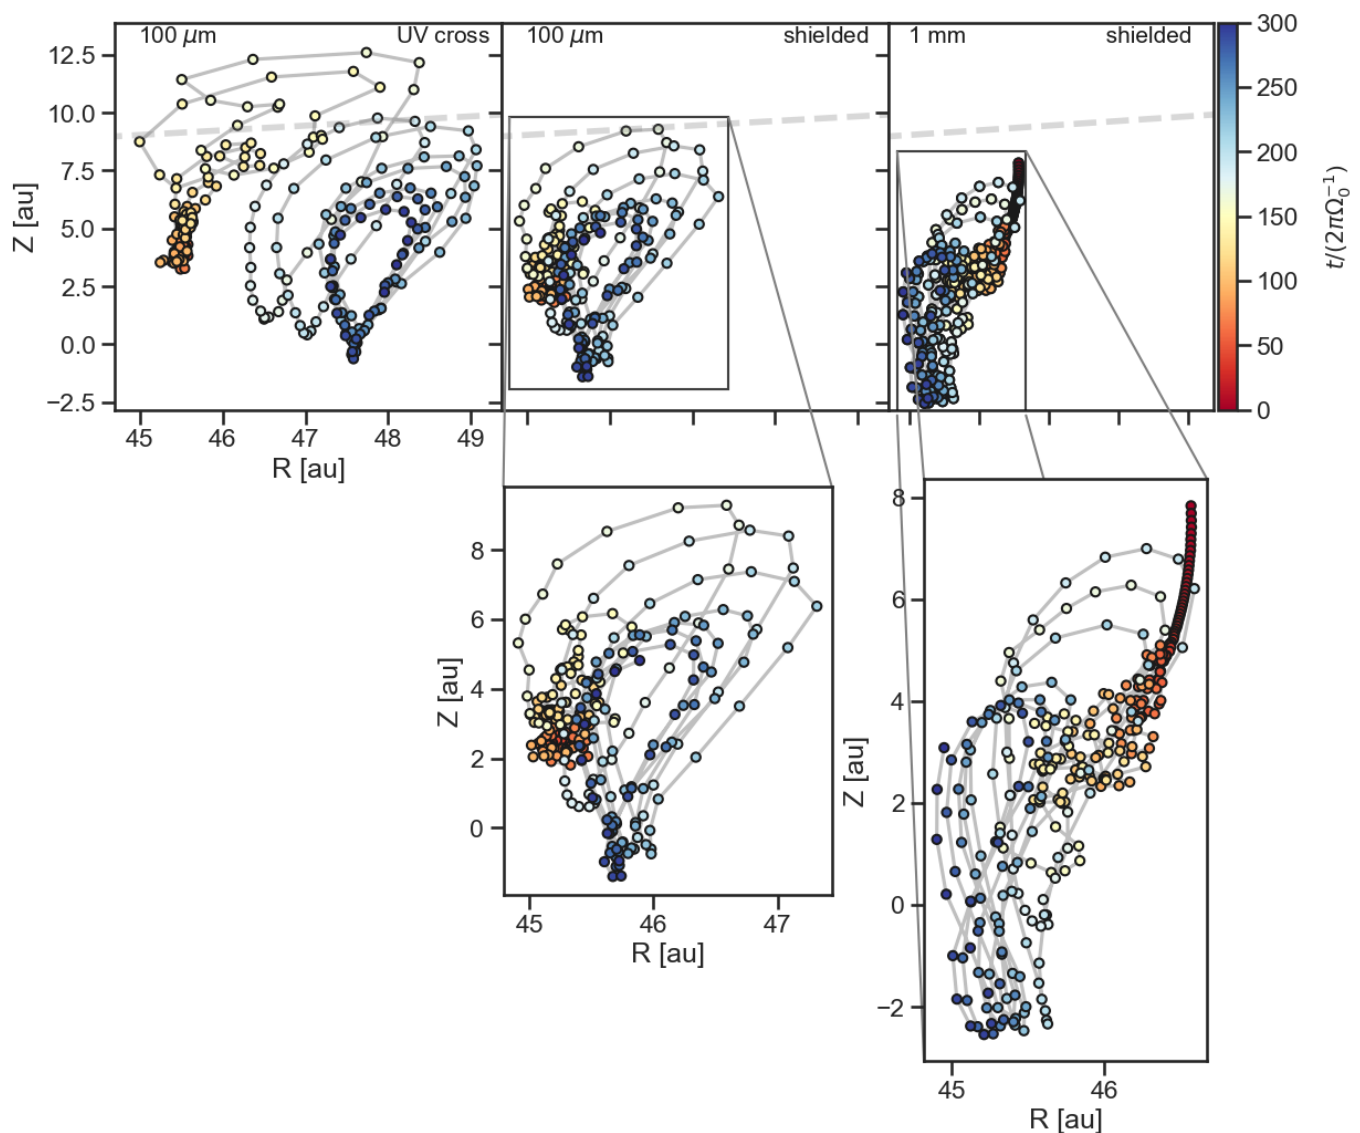 100 μm UV cross 100 μm shielded 1 mm shielded
12.5
10.0
7.5
5.0
2.5
0.0
−2.5
Z [au]
45 46 47 48 49
R [au]
300
250
200
150
100
50
0
t/(2πΩ₀⁻¹)
8
6
4
2
0
Z [au]
45 46 47
R [au]
8
6
4
2
0
−2
Z [au]
45 46
R [au]